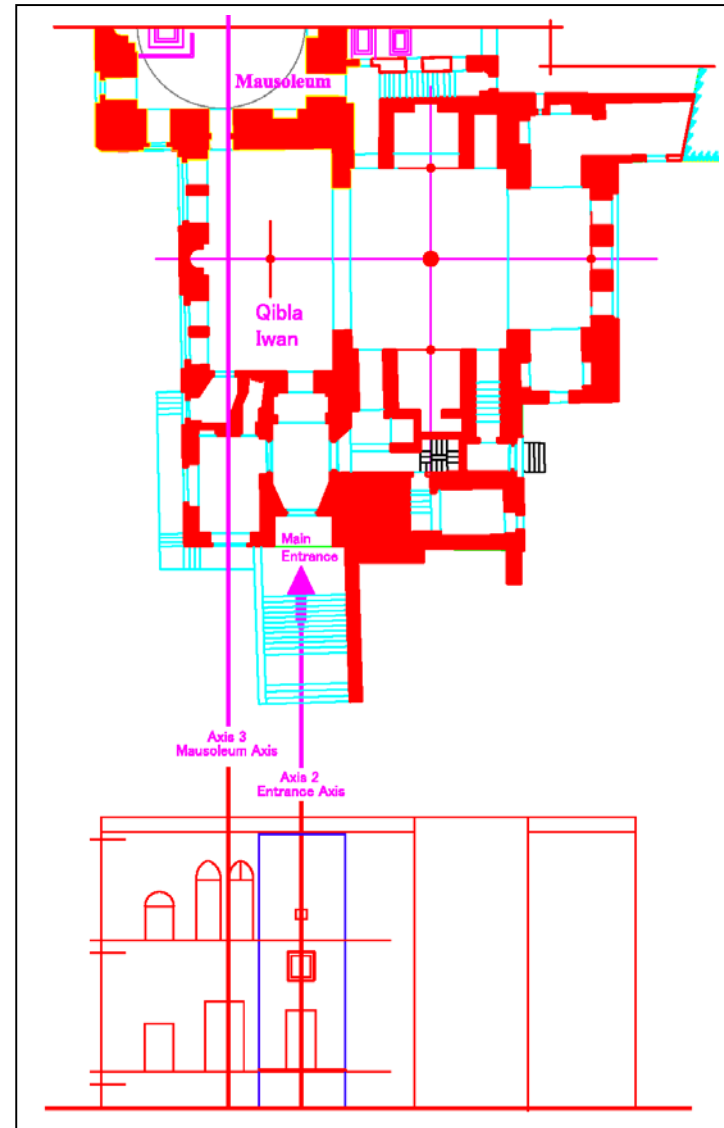 Mausoleum
Qibla
Iwan
Main
Entrance
Axis 3
Mausoleum Axis
Axis 2
Entrance Axis